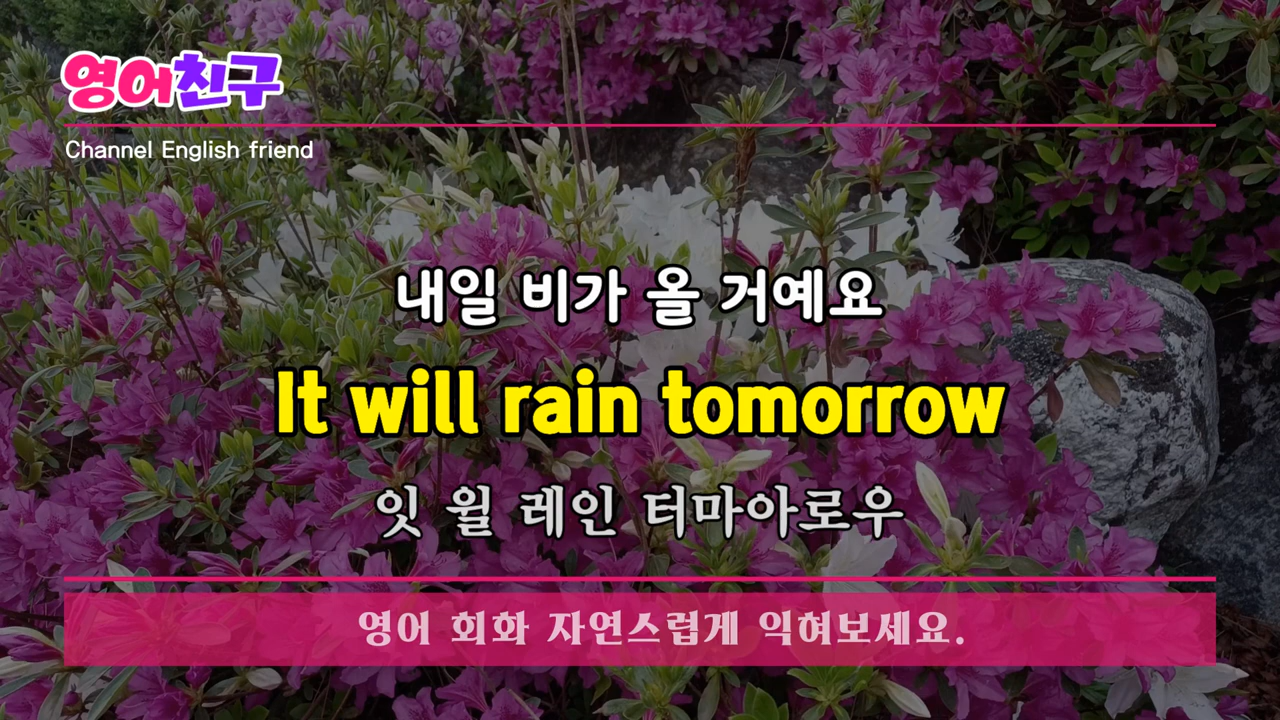 영어친구
Channel English friend
내일 비가 올 거예요
It will rain tomorrow
잇 윌 레인 터마아로우
영어 회화 자연스럽게 익혀보세요.